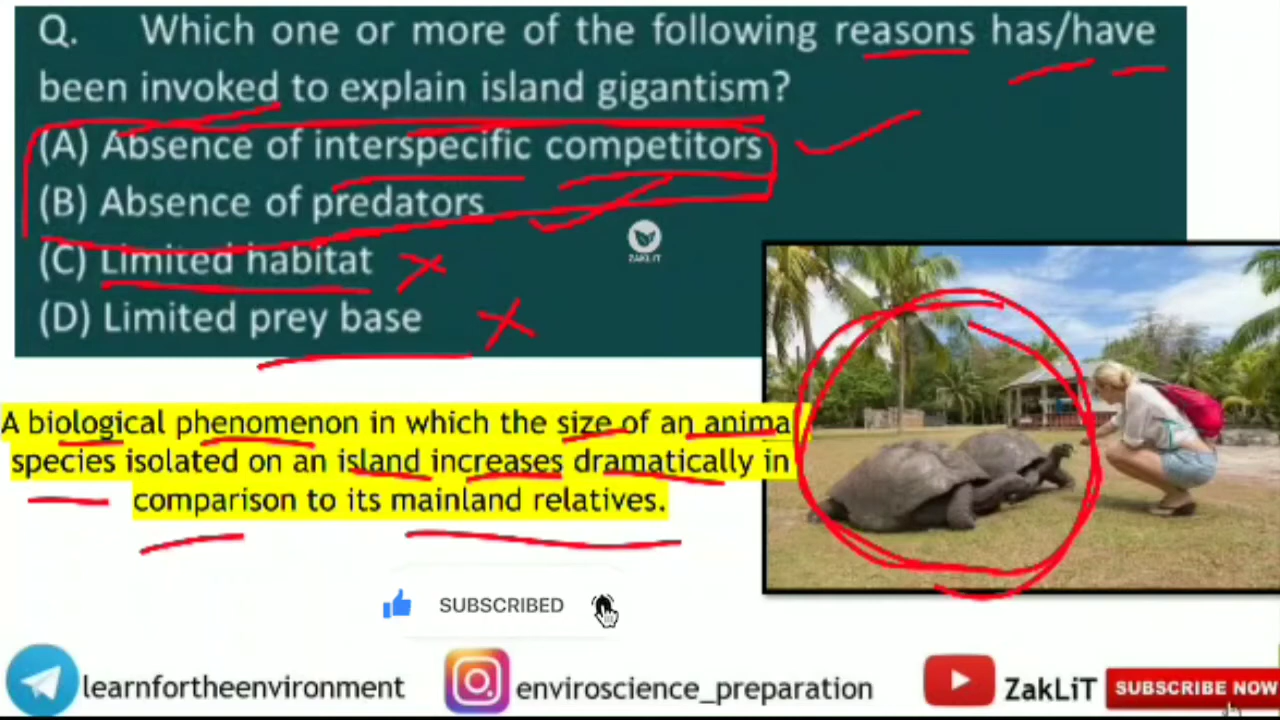 Q. Which one or more of the following reasons has/have
been invoked to explain island gigantism?
(A) Absence of interspecific competitors
(B) Absence of predators
(C) Limited habitat
(D) Limited prey base
ZAKLIT
A biological phenomenon in which the size of an anima
species isolated on an island increases dramatically in
comparison to its mainland relatives.
SUBSCRIBED
learnfortheenvironment
enviroscience_preparation
ZakLiT
SUBSCRIBE NOW